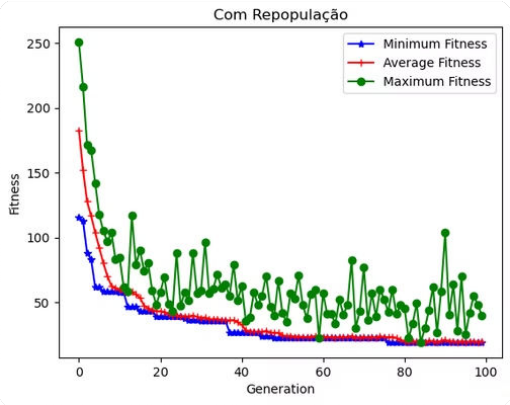 Com Repopulação
Minimum Fitness
Average Fitness
Maximum Fitness
Fitness
250
200
150
100
50
0
20
40
60
80
100
Generation